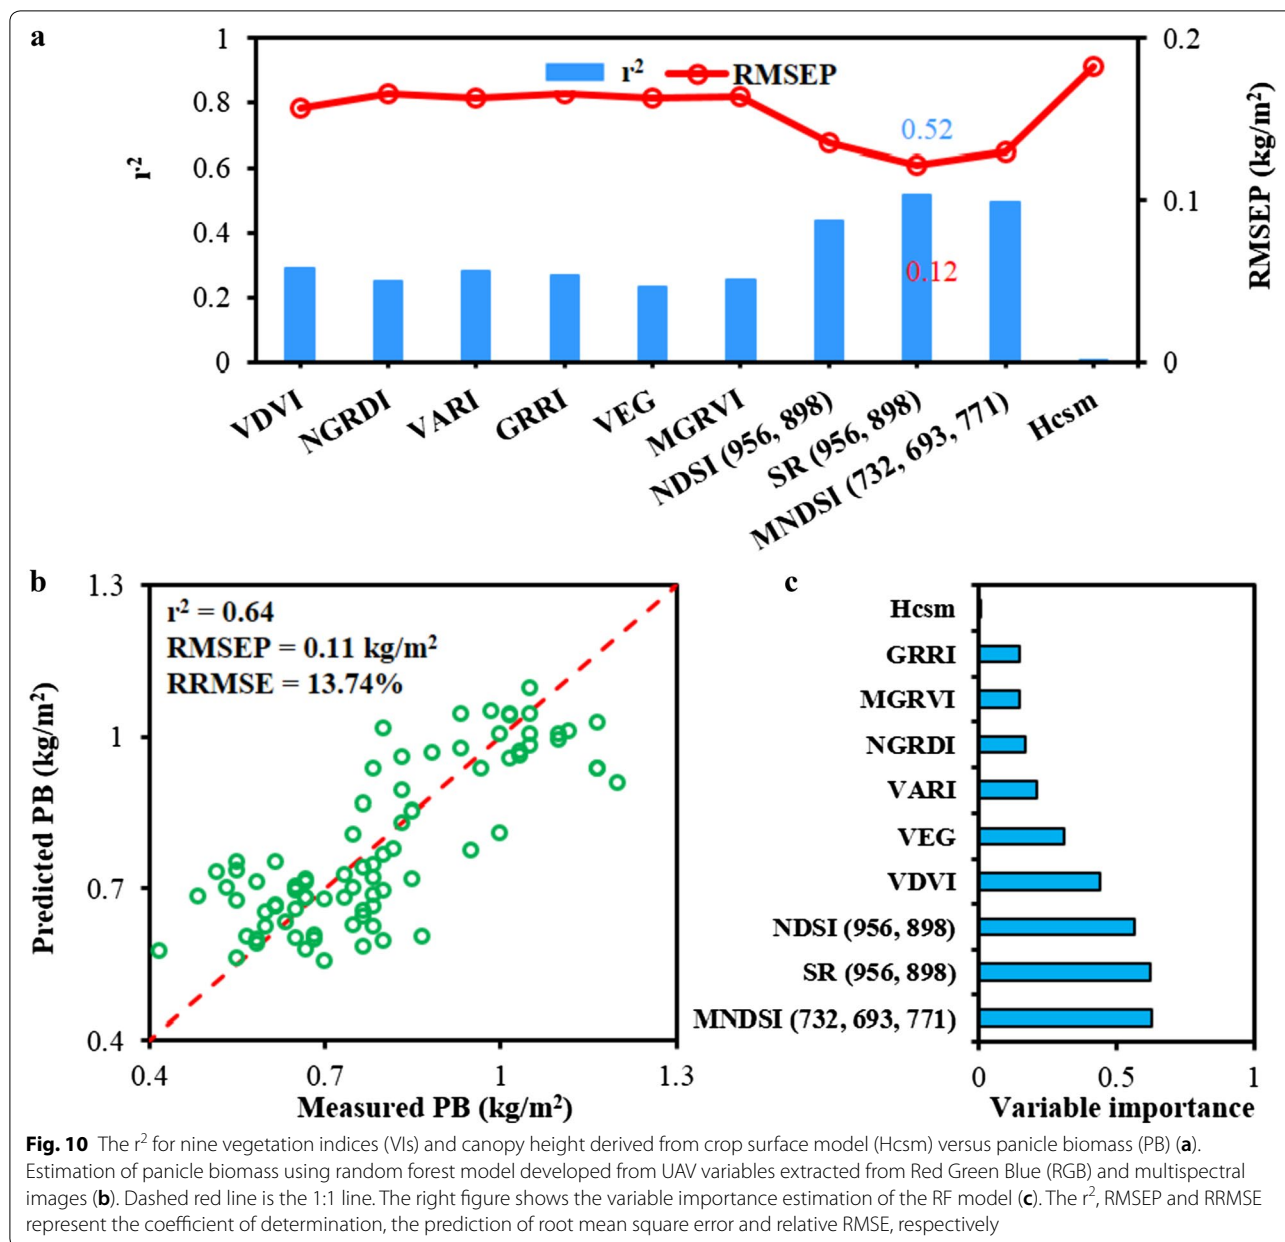 a
1
0.8
0.6
0.4
0.2
0
r²
r²
RMSEP
0.52
0.12
0.2
0.1
0
RMSEP (kg/m²)
VDVI
NGRDI
VARI
GRRI
VEG
MGRVI
NDSI (956, 898)
SR (956, 898)
MNDSI (732, 693, 771)
Hcsm
b
1.3
1
0.7
0.4
Predicted PB (kg/m²)
r² = 0.64
RMSEP = 0.11 kg/m²
RRMSE = 13.74%
0.4
0.7
1
1.3
Measured PB (kg/m²)
c
Hcsm
GRRI
MGRVI
NGRDI
VARI
VEG
VDVI
NDSI (956, 898)
SR (956, 898)
MNDSI (732, 693, 771)
0
0.5
1
Variable importance
Fig. 10 The r² for nine vegetation indices (VIs) and canopy height derived from crop surface model (Hcsm) versus panicle biomass (PB) (a).
Estimation of panicle biomass using random forest model developed from UAV variables extracted from Red Green Blue (RGB) and multispectral
images (b). Dashed red line is the 1:1 line. The right figure shows the variable importance estimation of the RF model (c). The r², RMSEP and RRMSE
represent the coefficient of determination, the prediction of root mean square error and relative RMSE, respectively